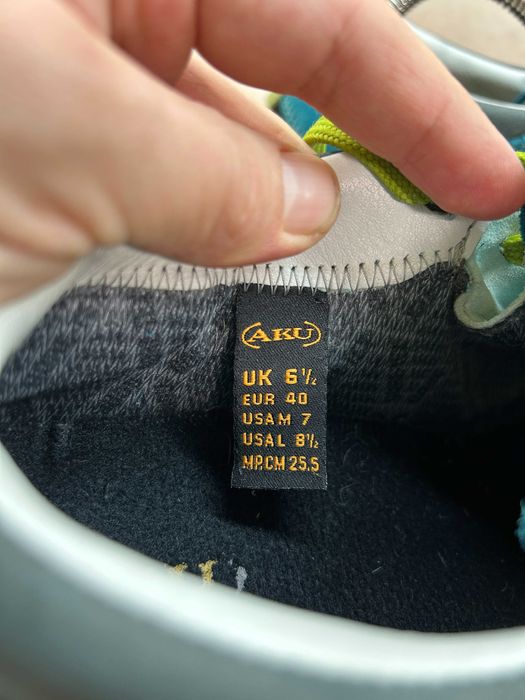 AKU
UK 6½
EUR 40
USAM 7
USAL 8½
MP.CM 25.5